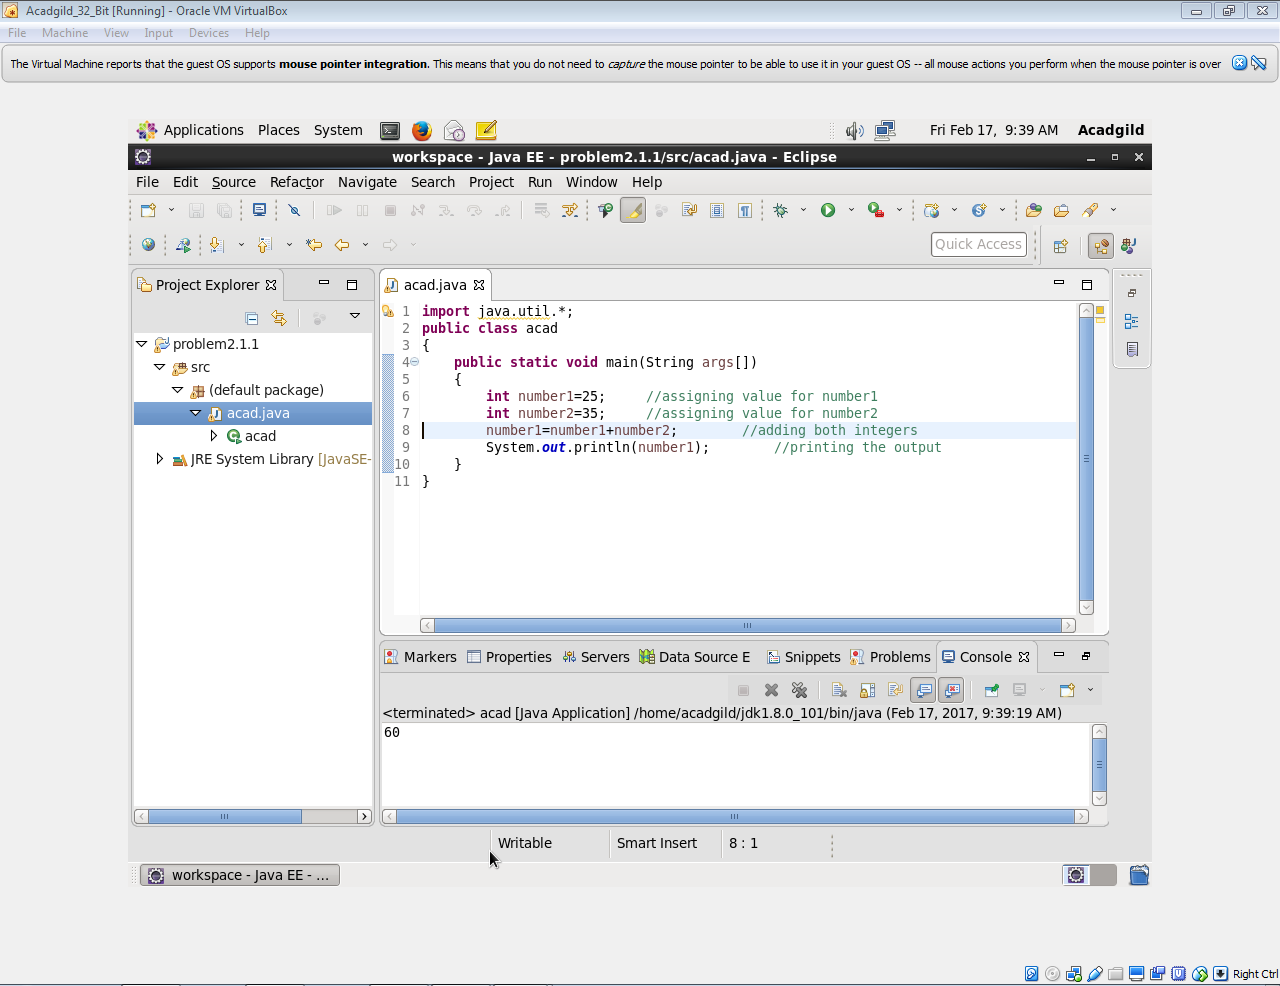 Acadgild_32_Bit [Running] - Oracle VM VirtualBox
File Machine View Input Devices Help
The Virtual Machine reports that the guest OS supports mouse pointer integration. This means that you do not need to capture the mouse pointer to be able to use it in your guest OS -- all mouse actions you perform when the mouse pointer is over
Applications Places System Fri Feb 17, 9:39 AM Acadgild
workspace - Java EE - problem2.1.1/src/acad.java - Eclipse
File Edit Source Refactor Navigate Search Project Run Window Help
Quick Access
Project Explorer
problem2.1.1
src
(default package)
acad.java
acad
JRE System Library [JavaSE-
acad.java
1 import java.util.*;
2 public class acad
3 {
4 public static void main(String args[])
5 {
6 int number1=25; //assigning value for number1
7 int number2=35; //assigning value for number2
8 number1=number1+number2; //adding both integers
9 System.out.println(number1); //printing the output
10 }
11 }
Markers Properties Servers Data Source E Snippets Problems Console
<terminated> acad [Java Application] /home/acadgild/jdk1.8.0_101/bin/java (Feb 17, 2017, 9:39:19 AM)
60
Writable Smart Insert 8 : 1
workspace - Java EE - ...
Right Ctrl